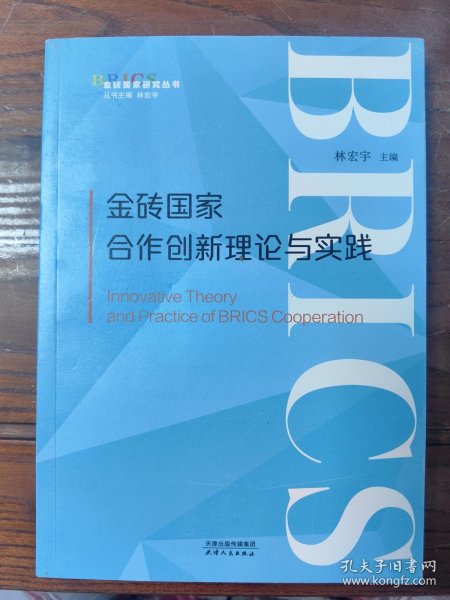 BRICS
金砖国家研究丛书
丛书主编 林宏宇
BRICS
林宏宇 主编
金砖国家
合作创新理论与实践
Innovative Theory
and Practice of BRICS Cooperation
天津出版传媒集团
天津人民出版社
孔夫子旧书网
www.kongfz.com